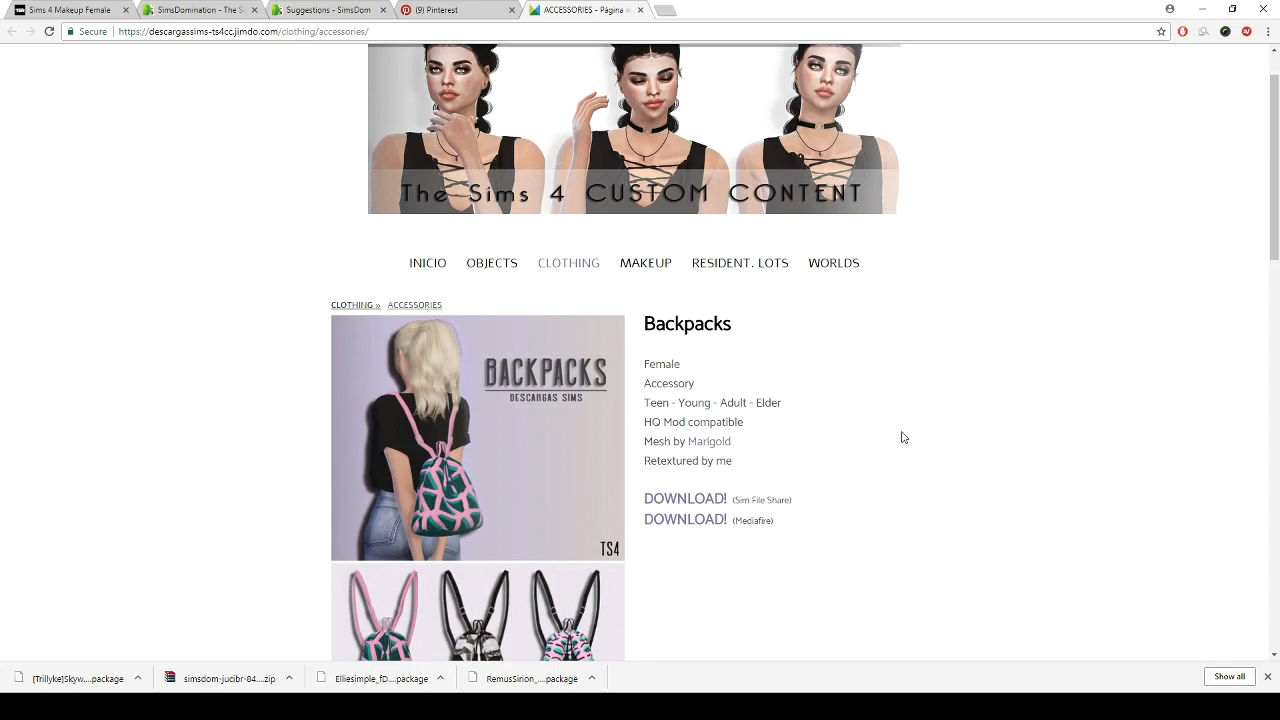 Sims 4 Makeup Female
SimsDomination - The S
Suggestions - SimsDom
(9) Pinterest
ACCESSORIES - Página w
Secure
https://descargassims-ts4cc.jimdo.com/clothing/accessories/
The Sims 4 CUSTOM CONTENT
INICIO OBJECTS CLOTHING MAKEUP RESIDENT. LOTS WORLDS
CLOTHING » ACCESSORIES
BACKPACKS
DESCARGAS SIMS
TS4
Backpacks
Female
Accessory
Teen - Young - Adult - Elder
HQ Mod compatible
Mesh by Marigold
Retextured by me
DOWNLOAD! (Sim File Share)
DOWNLOAD! (Mediafire)
[Trillyke]Skyw....package
simsdom-jucibr-84....zip
Elliesimple_fD....package
RemusSirion_....package
Show all